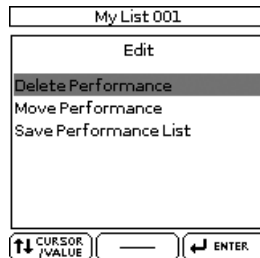 My List 001
Edit
Delete Performance
Move Performance
Save Performance List
CURSOR
/VALUE
ENTER